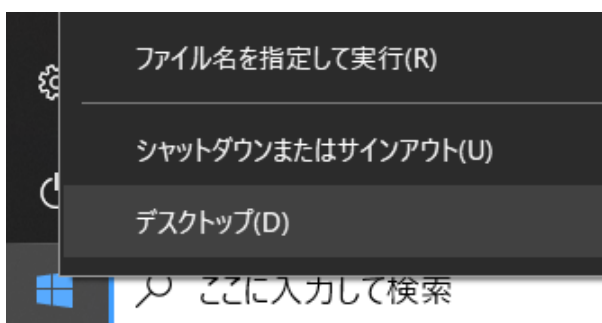 ファイル名を指定して実行(R)
シャットダウンまたはサインアウト(U)
デスクトップ(D)
ここに入力して検索